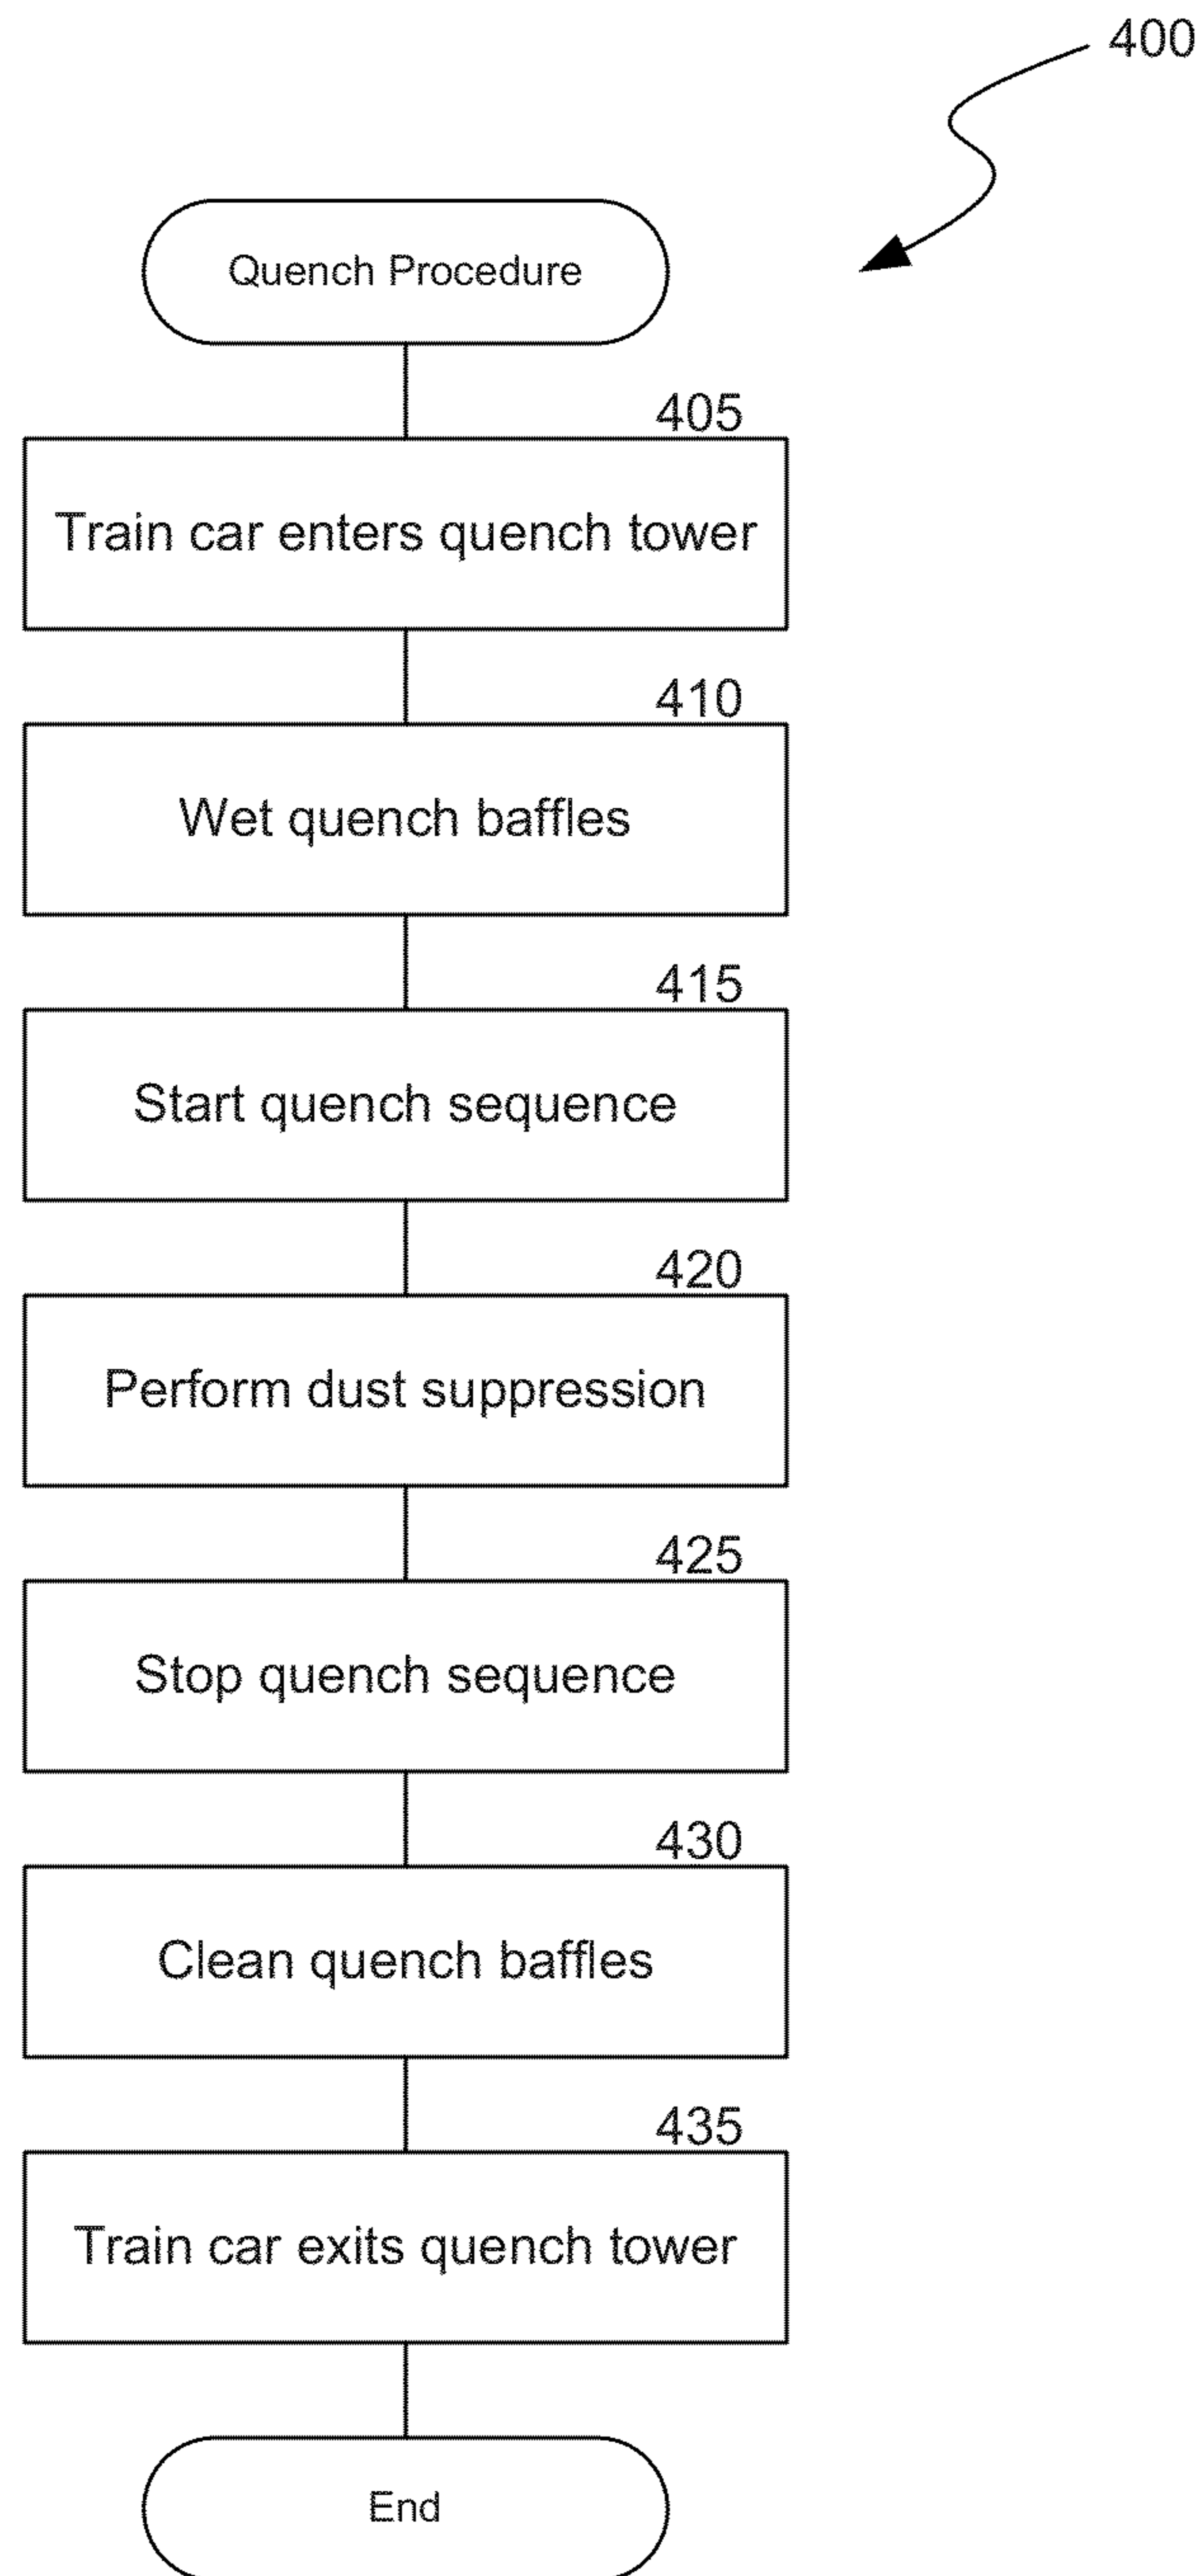 400
Quench Procedure
405
Train car enters quench tower
410
Wet quench baffles
415
Start quench sequence
420
Perform dust suppression
425
Stop quench sequence
430
Clean quench baffles
435
Train car exits quench tower
End